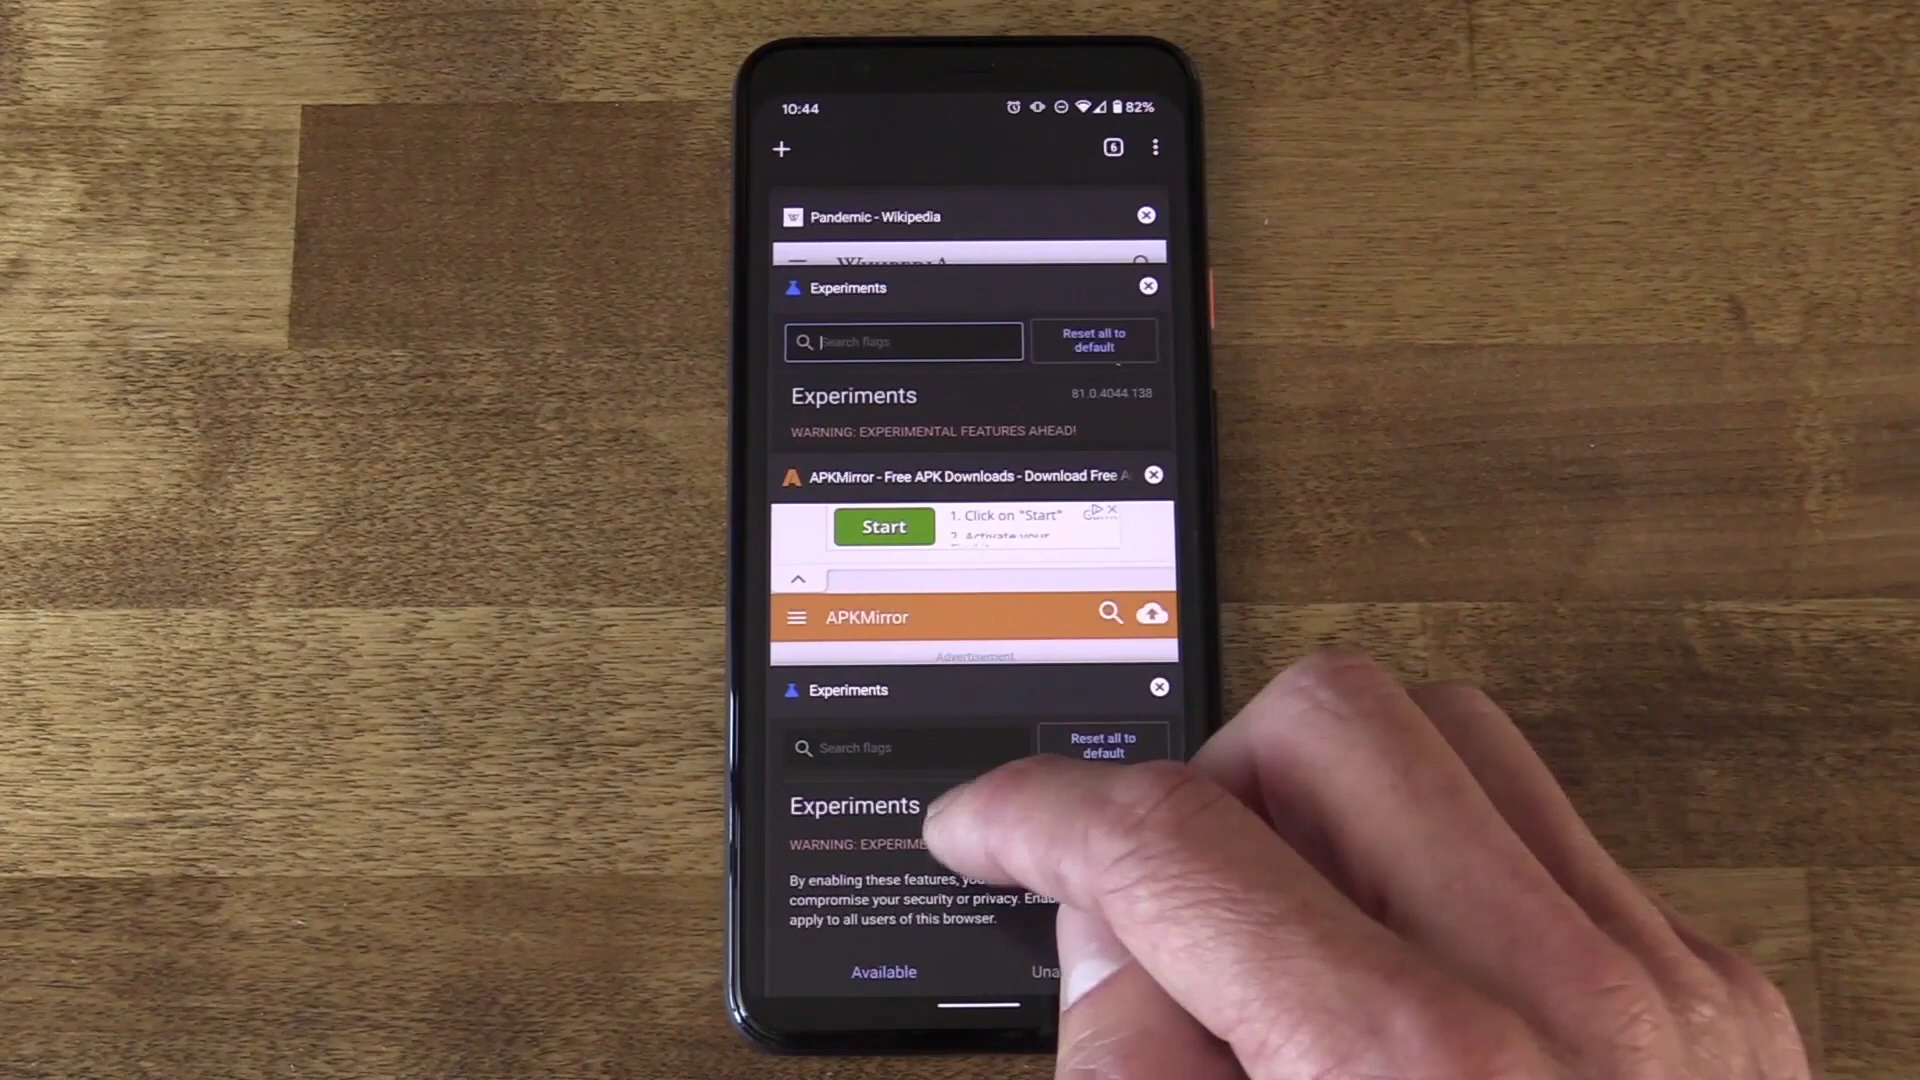 10:44
82%
6
W Pandemic - Wikipedia
WIKIPEDIA
Experiments
Search flags
Reset all to
default
Experiments
81.0.4044.138
WARNING: EXPERIMENTAL FEATURES AHEAD!
APKMirror - Free APK Downloads - Download Free A
Start
1. Click on "Start"
2. Activate your
APKMirror
Advertisement
Experiments
Search flags
Reset all to
default
Experiments
WARNING: EXPERIME
By enabling these features, yo
compromise your security or privacy. Enab
apply to all users of this browser.
Available
Una